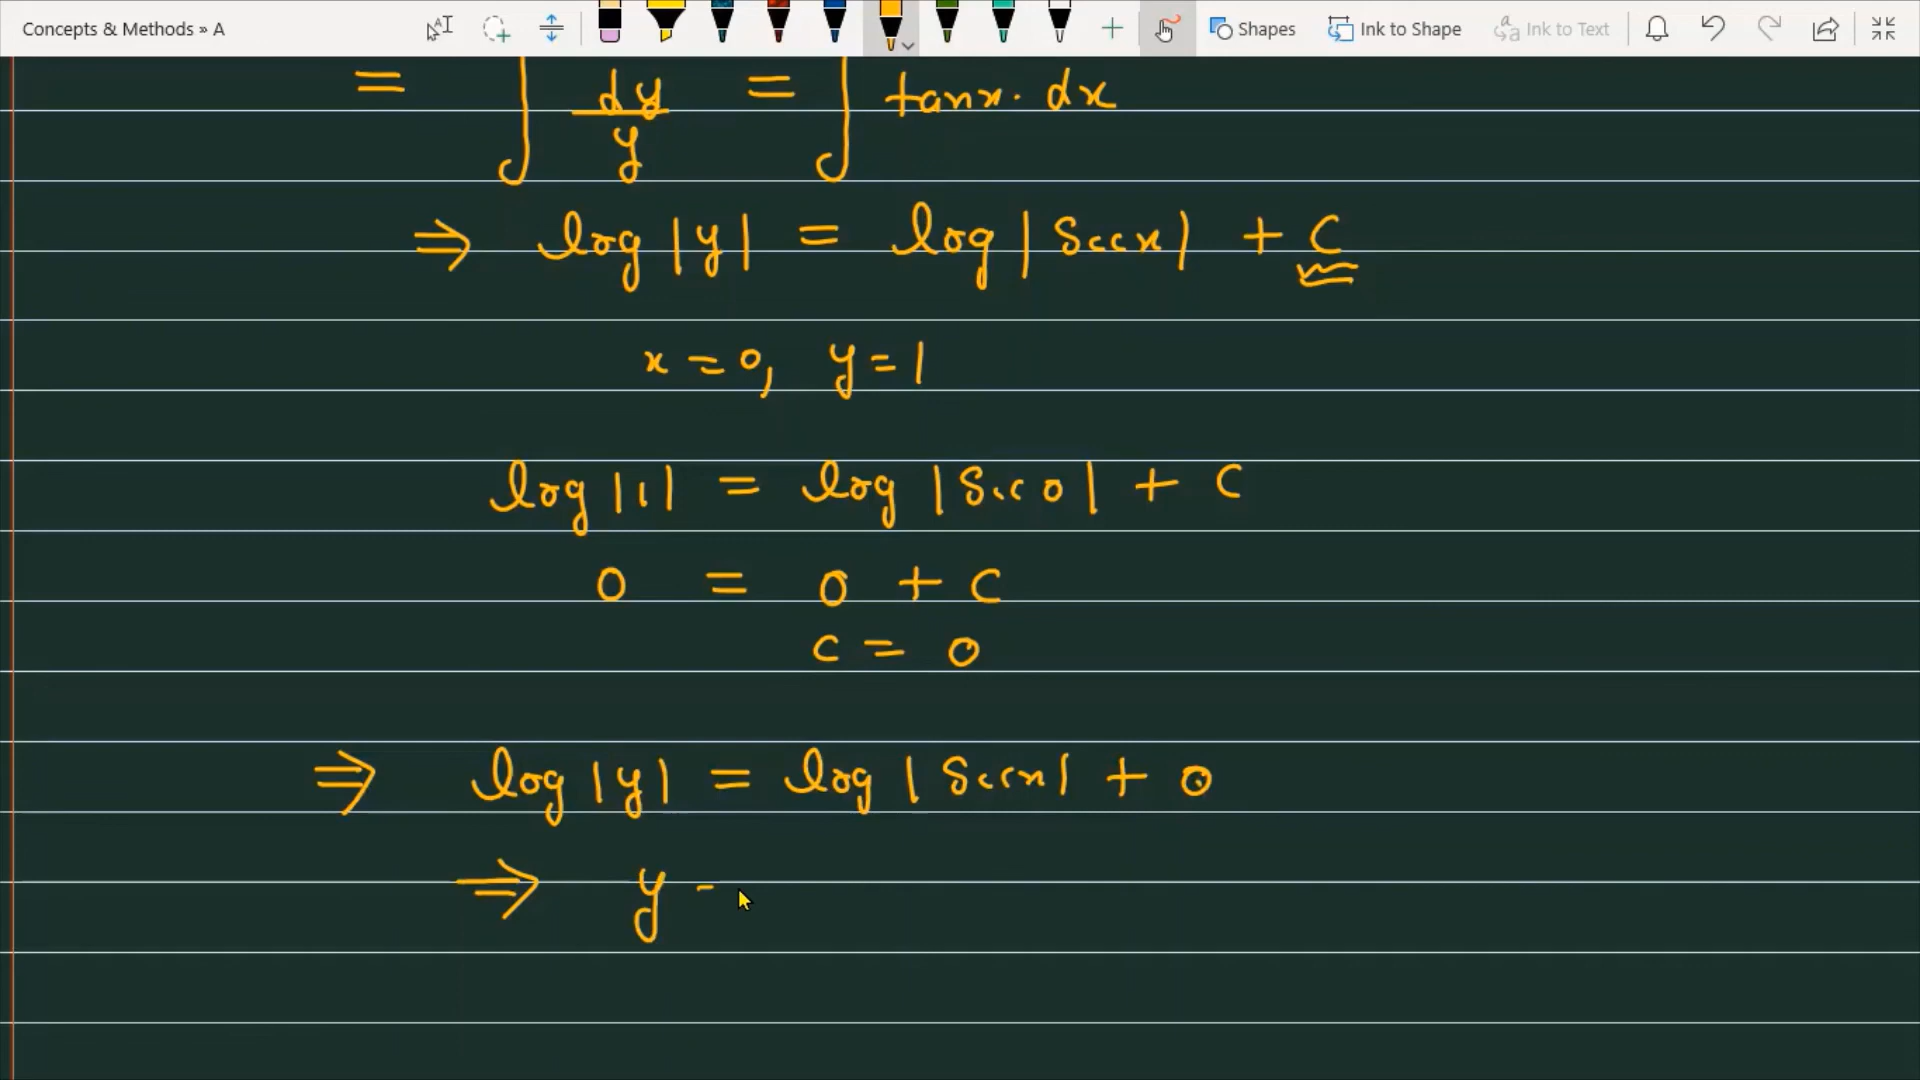 Concepts & Methods » A
Shapes Ink to Shape Ink to Text
= ∫ dy/y = ∫ tanx · dx
⇒ log |y| = log | Secx| + C
x = 0, y = 1
log |1| = log |Sec 0| + C
0 = 0 + C
C = 0
⇒ log |y| = log | Secx| + 0
⇒ y -